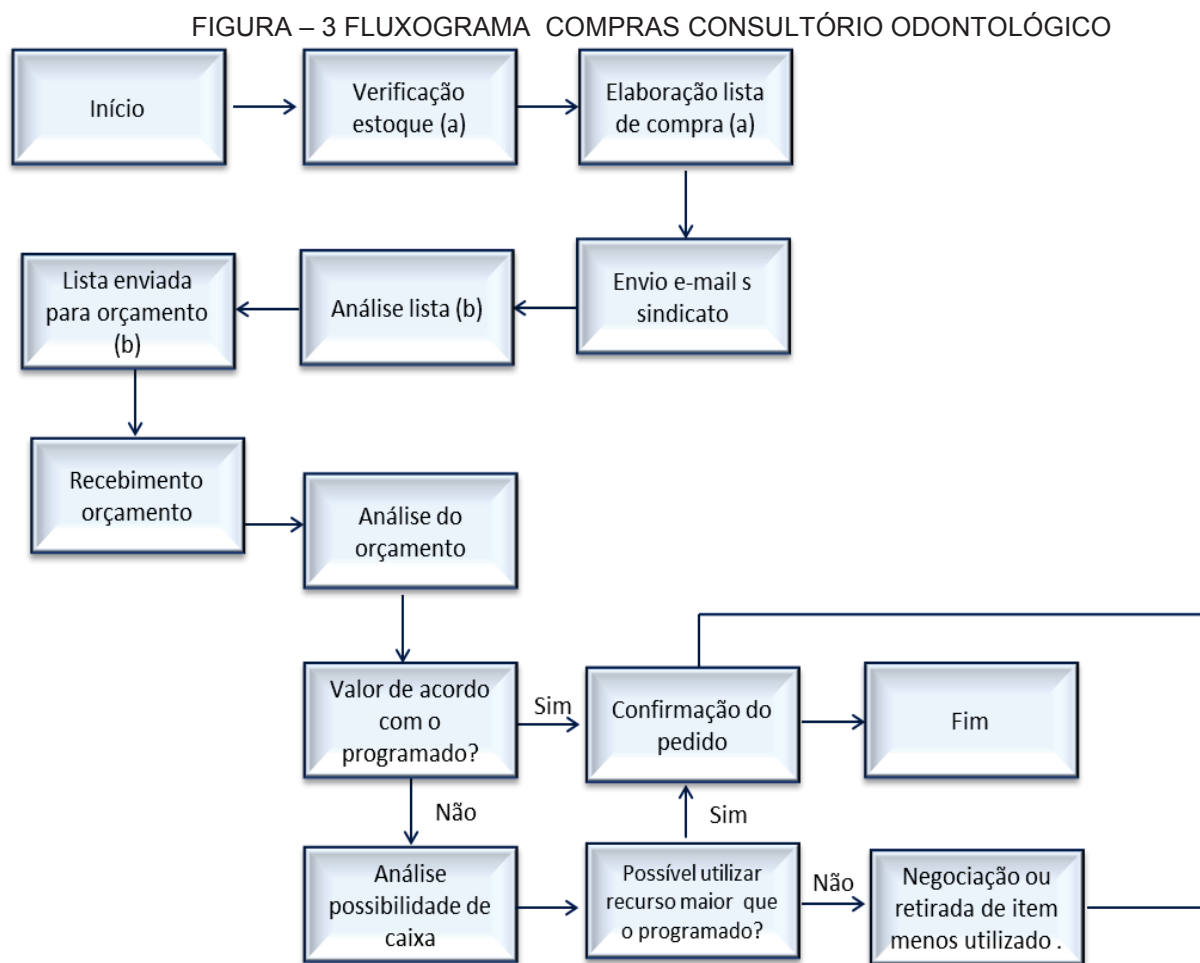 FIGURA – 3 FLUXOGRAMA COMPRAS CONSULTÓRIO ODONTOLÓGICO
Início
Verificação
estoque (a)
Elaboração lista
de compra (a)
Envio e-mail s
sindicato
Análise lista (b)
Lista enviada
para orçamento
(b)
Recebimento
orçamento
Análise do
orçamento
Valor de acordo
com o
programado?
Sim
Confirmação do
pedido
Fim
Não
Sim
Análise
possibilidade de
caixa
Possível utilizar
recurso maior que
o programado?
Não
Negociação ou
retirada de item
menos utilizado .